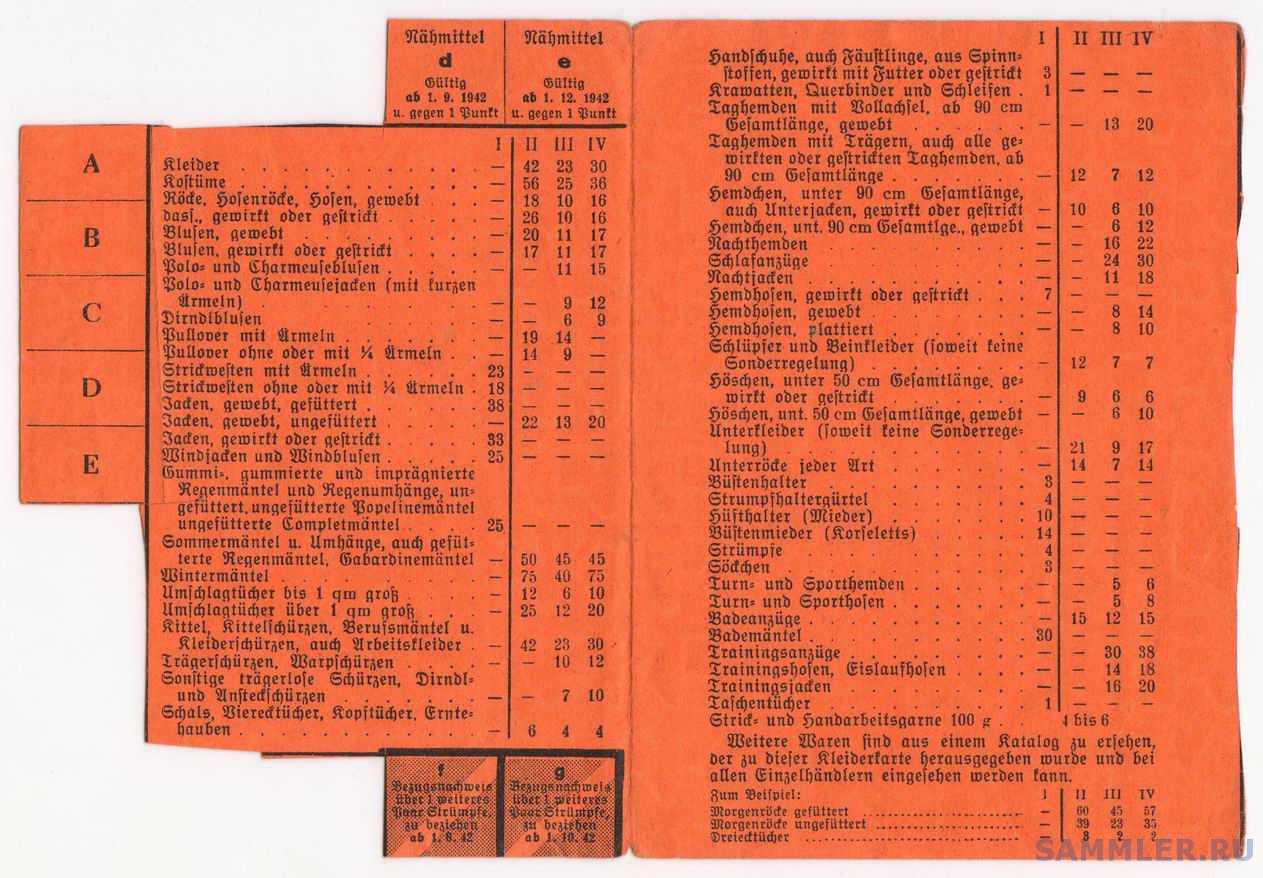 Nähmittel
d
Gültig
ab 1. 9. 1942
u. gegen 1 Punkt
Nähmittel
e
Gültig
ab 1. 12. 1942
u. gegen 1 Punkt
A
B
C
D
E
I II III IV
Kleider — 42 23 30
Kostüme — 56 25 36
Röcke, Hosenröcke, Hosen, gewebt — 18 10 16
dasf., gewirkt oder gestrickt — 26 10 16
Blusen, gewebt — 20 11 17
Blusen, gewirkt oder gestrickt — 17 11 17
Polo- und Charmeuseblusen — — 11 15
Polo- und Charmeusejacken (mit kurzen
Ärmeln) — — 9 12
Dirndlblusen — — 6 9
Pullover mit Ärmeln — 19 14 —
Pullover ohne oder mit ¼ Ärmeln — 14 9 —
Strickwesten mit Ärmeln 23 — — —
Strickwesten ohne oder mit ¼ Ärmeln 18 — — —
Jacken, gewebt, gefüttert 38 — — —
Jacken, gewebt, ungefüttert — 22 13 20
Jacken, gewirkt oder gestrickt 33 — — —
Windjacken und Windblusen 25 — — —
Gummi-, gummierte und imprägnierte
Regenmäntel und Regenumhänge, un-
gefüttert, ungefütterte Popelinemäntel
ungefütterte Completmäntel 25 — — —
Sommermäntel u. Umhänge, auch gefüt-
terte Regenmäntel, Gabardinemäntel — 50 45 45
Wintermäntel — 75 40 75
Umschlagtücher bis 1 qm groß — 12 6 10
Umschlagtücher über 1 qm groß — 25 12 20
Kittel, Kittelschürzen, Berufsmäntel u.
Kleiderschürzen, auch Arbeitskleider — 42 23 30
Trägerschürzen, Warpschürzen — — 10 12
Sonstige trägerlose Schürzen, Dirndl-
und Ansteckschürzen — — 7 10
Schals, Vierecktücher, Kopftücher, Ernte-
hauben — 6 4 4
f
Bezugsnachweis
über 1 weiteres
Paar Strümpfe,
zu beziehen
ab 1. 8. 42
g
Bezugsnachweis
über 1 weiteres
Paar Strümpfe,
zu beziehen
ab 1. 10. 42
I II III IV
Handschuhe, auch Fäustlinge, aus Spinn-
stoffen, gewirkt mit Futter oder gestrickt 3 — — —
Krawatten, Querbinder und Schleifen 1 — — —
Taghemden mit Vollachsel, ab 90 cm
Gesamtlänge, gewebt — — 13 20
Taghemden mit Trägern, auch alle ge-
wirkten oder gestrickten Taghemden, ab
90 cm Gesamtlänge — 12 7 12
Hemdchen, unter 90 cm Gesamtlänge,
auch Unterjacken, gewirkt oder gestrickt — 10 6 10
Hemdchen, unt. 90 cm Gesamtlge., gewebt — — 6 12
Nachthemden — — 16 22
Schlafanzüge — — 24 30
Nachtjacken — — 11 18
Hemdhosen, gewirkt oder gestrickt 7 — — —
Hemdhosen, gewebt — — 8 14
Hemdhosen, plattiert — — 8 10
Schlüpfer und Beinkleider (soweit keine
Sonderregelung) — 12 7 7
Höschen, unter 50 cm Gesamtlänge, ge-
wirkt oder gestrickt — 9 6 6
Höschen, unt. 50 cm Gesamtlänge, gewebt — — 6 10
Unterkleider (soweit keine Sonderrege-
lung) — 21 9 17
Unterröcke jeder Art — 14 7 14
Büstenhalter 3 — — —
Strumpfhaltergürtel 4 — — —
Hüfthalter (Mieder) 10 — — —
Büstenmieder (Korseletts) 14 — — —
Strümpfe 4 — — —
Söckchen 3 — — —
Turn- und Sporthemden — — 5 6
Turn- und Sporthosen — — 5 8
Badeanzüge — 15 12 15
Bademäntel 30 — — —
Trainingsanzüge — — 30 38
Trainingshosen, Eislaufhosen — — 14 18
Trainingsjacken — — 16 20
Taschentücher 1 — — —
Strick- und Handarbeitsgarne 100 g 4 bis 6
Weitere Waren sind aus einem Katalog zu ersehen,
der zu dieser Kleiderkarte herausgegeben wurde und bei
allen Einzelhändlern eingesehen werden kann.
Zum Beispiel: I II III IV
Morgenröcke gefüttert — 60 45 57
Morgenröcke ungefüttert — 39 23 35
Dreiecktücher — 8 2 2
SAMMLER.RU